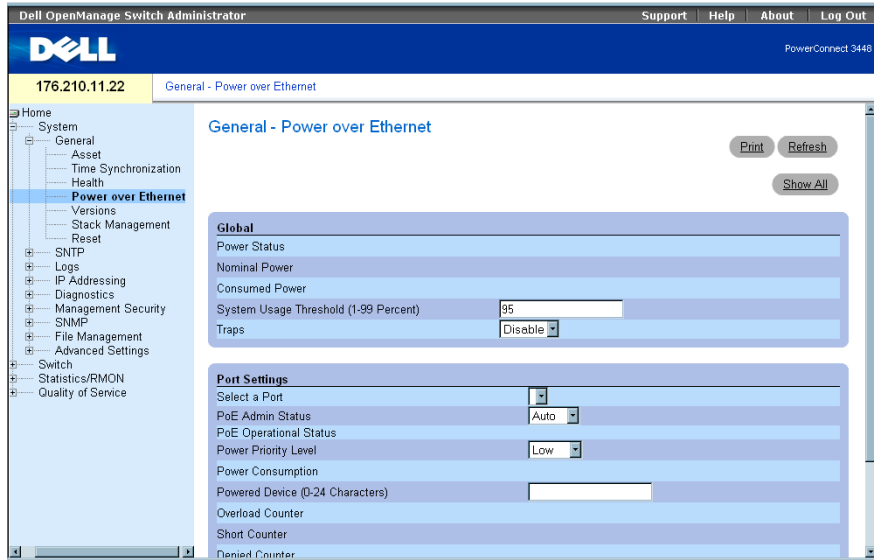 Dell OpenManage Switch Administrator
Support Help About Log Out
DELL
PowerConnect 3448
176.210.11.22
General - Power over Ethernet
Home
System
General
Asset
Time Synchronization
Health
Power over Ethernet
Versions
Stack Management
Reset
SNTP
Logs
IP Addressing
Diagnostics
Management Security
SNMP
File Management
Advanced Settings
Switch
Statistics/RMON
Quality of Service
General - Power over Ethernet
Print Refresh
Show All
Global
Power Status
Nominal Power
Consumed Power
System Usage Threshold (1-99 Percent) 95
Traps Disable
Port Settings
Select a Port
PoE Admin Status Auto
PoE Operational Status
Power Priority Level Low
Power Consumption
Powered Device (0-24 Characters)
Overload Counter
Short Counter
Denied Counter